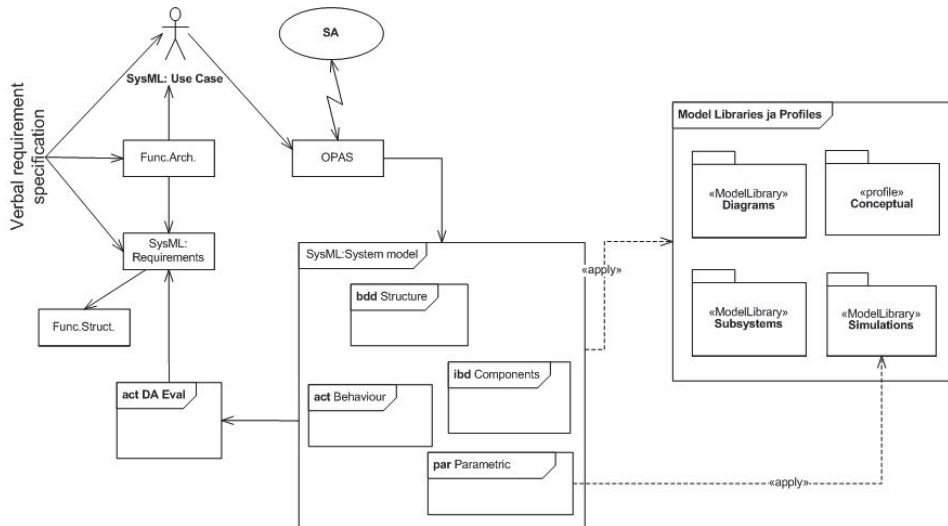 SA
SysML: Use Case
Verbal requirement
specification
Func.Arch.
OPAS
Model Libraries ja Profiles
«ModelLibrary»
Diagrams
«profile»
Conceptual
SysML:
Requirements
SysML:System model
«apply»
bdd Structure
«ModelLibrary»
Subsystems
«ModelLibrary»
Simulations
Func.Struct.
ibd Components
act DA Eval
act Behaviour
par Parametric
«apply»